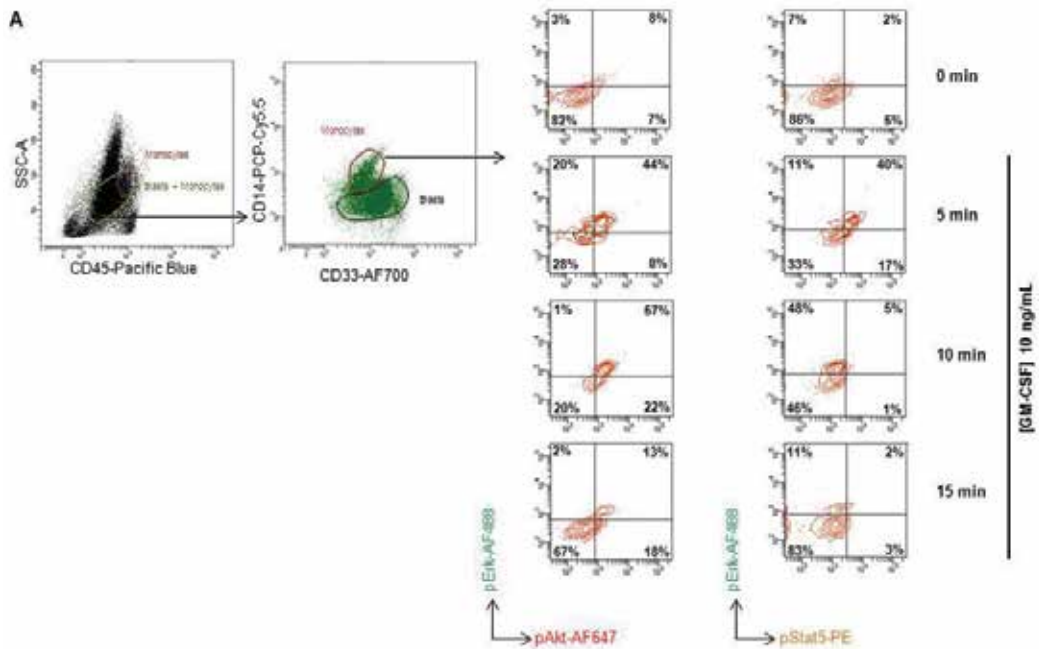 A
3% 8%
82% 7%
7% 2%
86% 5%
0 min
SSC-A
Monocytes
Blasts + Monocytes
CD45-Pacific Blue
CD14-PCP-Cy5.5
Monocytes
Blasts
CD33-AF700
20% 44%
28% 8%
11% 40%
33% 17%
5 min
1% 67%
20% 22%
48% 5%
46% 1%
10 min
2% 13%
67% 18%
11% 2%
83% 3%
15 min
[GM-CSF] 10 ng/mL
pErk-AF488
pAkt-AF647
pErk-AF488
pStat5-PE